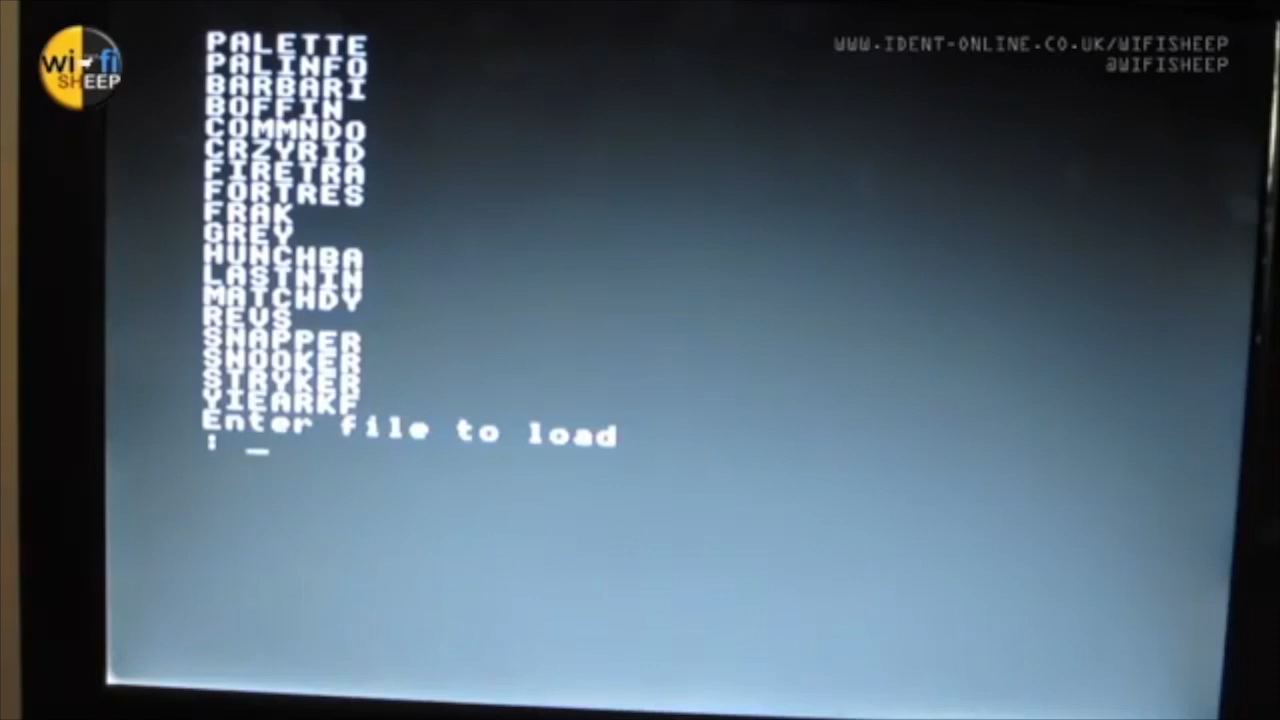 wi-fi
SHEEP
WWW.IDENT-ONLINE.CO.UK/WIFISHEEP
@WIFISHEEP
PALETTE
PALINFO
BARBARI
BOFFIN
COMMNDO
CRZYRID
FIRETRA
FORTRES
FRAK
GREY
HUNCHBA
LASTNIN
MATCHDY
REVS
SNAPPER
SNOOKER
STRYKER
YIEARKF
Enter file to load
: _